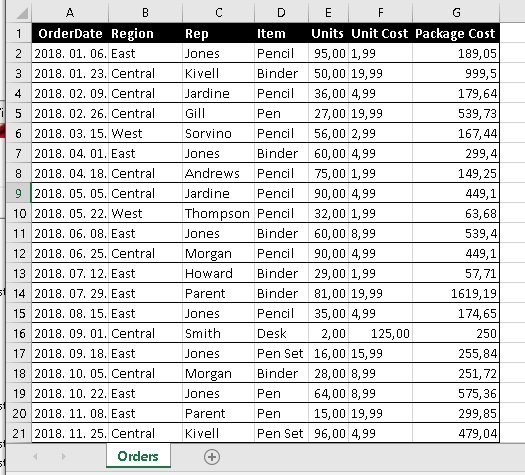 A B C D E F G
1 OrderDate Region Rep Item Units Unit Cost Package Cost
2 2018. 01. 06. East Jones Pencil 95,00 1,99 189,05
3 2018. 01. 23. Central Kivell Binder 50,00 19,99 999,5
4 2018. 02. 09. Central Jardine Pencil 36,00 4,99 179,64
5 2018. 02. 26. Central Gill Pen 27,00 19,99 539,73
6 2018. 03. 15. West Sorvino Pencil 56,00 2,99 167,44
7 2018. 04. 01. East Jones Binder 60,00 4,99 299,4
8 2018. 04. 18. Central Andrews Pencil 75,00 1,99 149,25
9 2018. 05. 05. Central Jardine Pencil 90,00 4,99 449,1
10 2018. 05. 22. West Thompson Pencil 32,00 1,99 63,68
11 2018. 06. 08. East Jones Binder 60,00 8,99 539,4
12 2018. 06. 25. Central Morgan Pencil 90,00 4,99 449,1
13 2018. 07. 12. East Howard Binder 29,00 1,99 57,71
14 2018. 07. 29. East Parent Binder 81,00 19,99 1619,19
15 2018. 08. 15. East Jones Pencil 35,00 4,99 174,65
16 2018. 09. 01. Central Smith Desk 2,00 125,00 250
17 2018. 09. 18. East Jones Pen Set 16,00 15,99 255,84
18 2018. 10. 05. Central Morgan Binder 28,00 8,99 251,72
19 2018. 10. 22. East Jones Pen 64,00 8,99 575,36
20 2018. 11. 08. East Parent Pen 15,00 19,99 299,85
21 2018. 11. 25. Central Kivell Pen Set 96,00 4,99 479,04
Orders